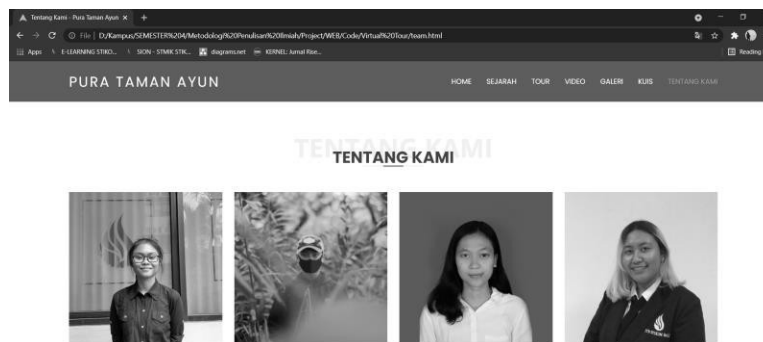 Tentang Kami - Pura Taman Ayun
File | D:/Kampus/SEMESTER%204/Metodologi%20Penulisan%20Ilmiah/Project/WEB/Code/Virtual%20Tour/team.html
Apps E-LEARNING STIKO... SION - STMIK STIK... diagrams.net KERNEL: Jurnal Rise... Reading
PURA TAMAN AYUN HOME SEJARAH TOUR VIDEO GALERI KUIS TENTANG KAMI
TENTANG KAMI
TENTANG KAMI